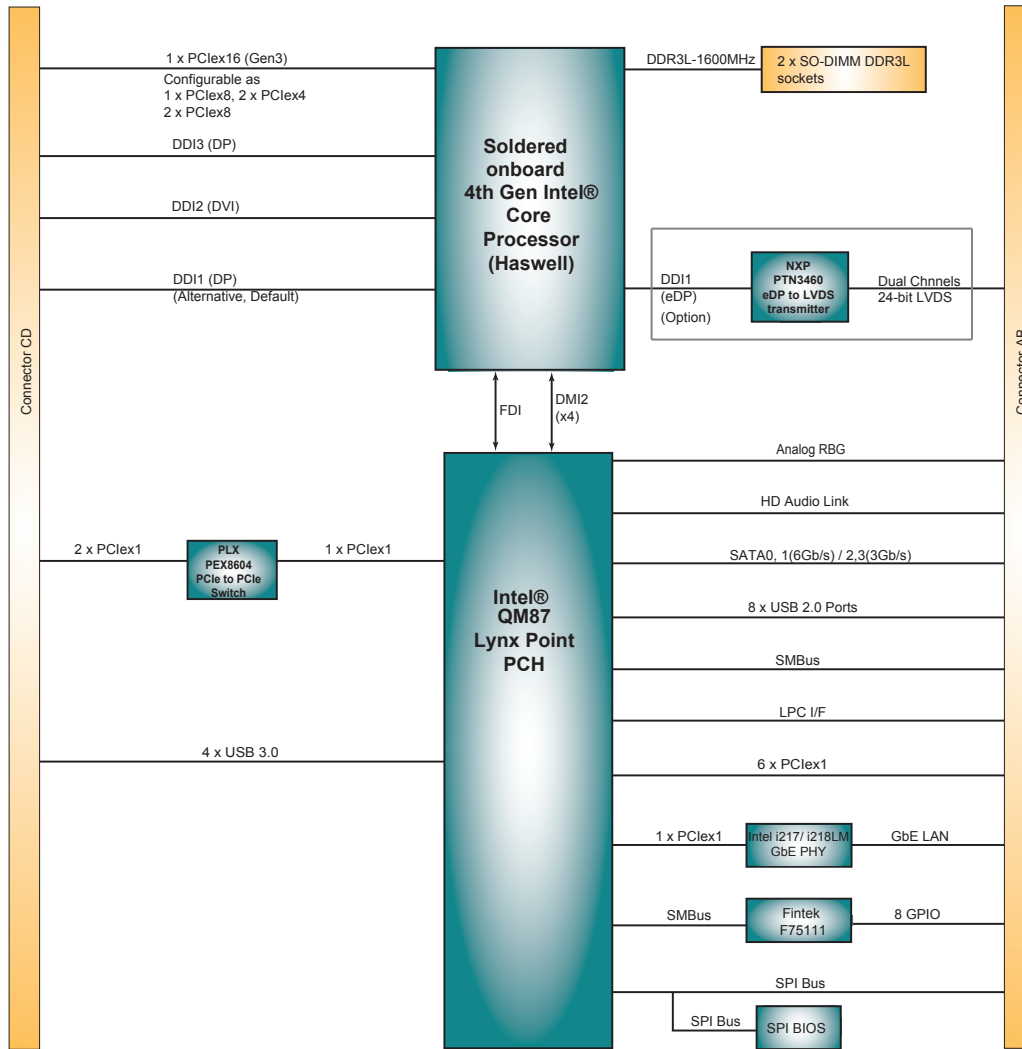 1 x PCIex16 (Gen3)
Configurable as
1 x PCIex8, 2 x PCIex4
2 x PCIex8
DDI3 (DP)
DDI2 (DVI)
DDI1 (DP)
(Alternative, Default)
Connector CD
Soldered
onboard
4th Gen Intel®
Core
Processor
(Haswell)
DDR3L-1600MHz
2 x SO-DIMM DDR3L
sockets
DDI1
(eDP)
(Option)
NXP
PTN3460
eDP to LVDS
transmitter
Dual Chnnels
24-bit LVDS
Connector AB
FDI
DMI2
(x4)
2 x PCIex1
PLX
PEX8604
PCIe to PCIe
Switch
1 x PCIex1
4 x USB 3.0
Intel®
QM87
Lynx Point
PCH
Analog RBG
HD Audio Link
SATA0, 1(6Gb/s) / 2,3(3Gb/s)
8 x USB 2.0 Ports
SMBus
LPC I/F
6 x PCIex1
1 x PCIex1
Intel i217/ i218LM
GbE PHY
GbE LAN
SMBus
Fintek
F75111
8 GPIO
SPI Bus
SPI Bus
SPI BIOS